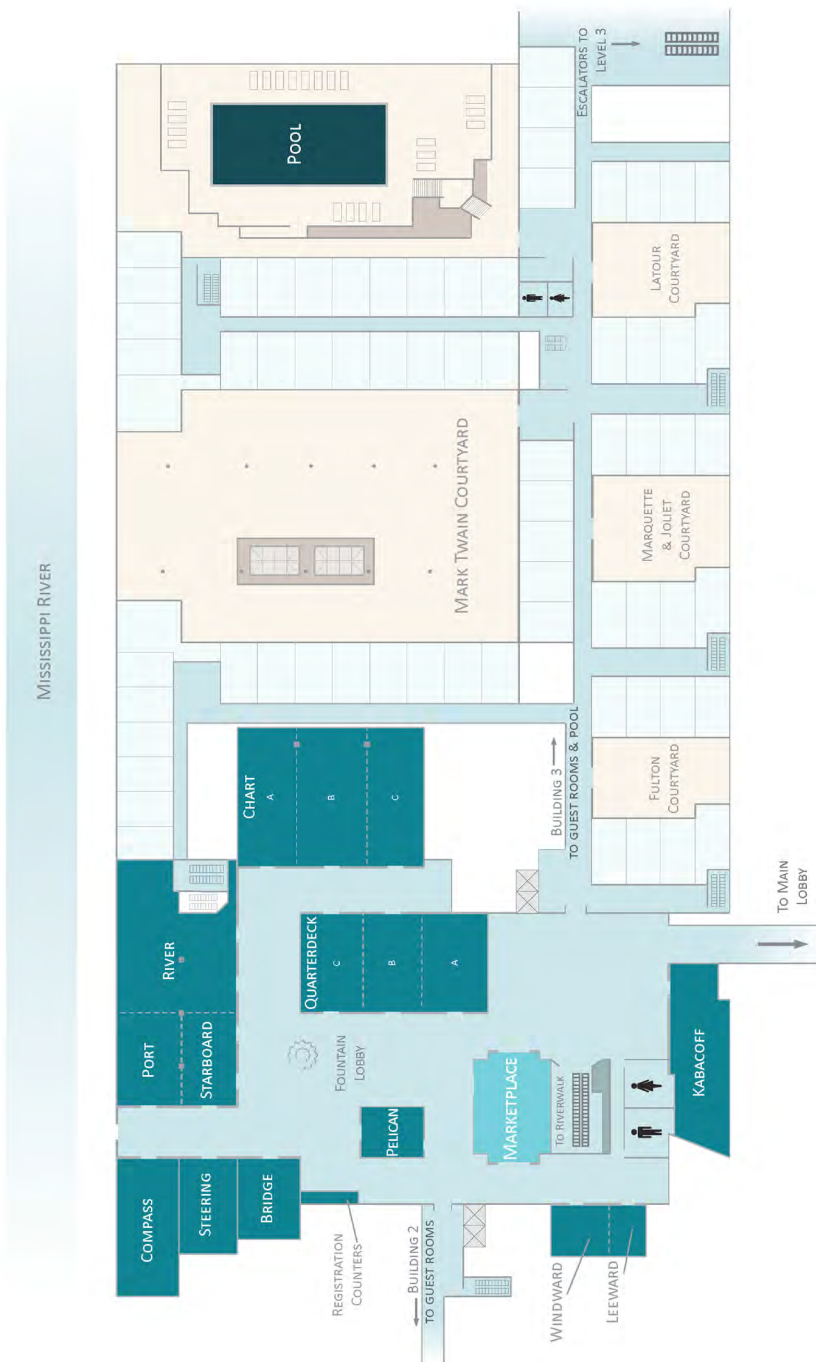 MISSISSIPPI RIVER
POOL
ESCALATORS TO
LEVEL 3
LATOUR
COURTYARD
MARK TWAIN COURTYARD
MARQUETTE
& JOLIET
COURTYARD
FULTON
COURTYARD
BUILDING 3
TO GUEST ROOMS & POOL
CHART
A
B
C
RIVER
PORT
STARBOARD
QUARTERDECK
C
B
A
FOUNTAIN
LOBBY
PELICAN
MARKETPLACE
TO RIVERWALK
KABACOFF
TO MAIN
LOBBY
COMPASS
STEERING
BRIDGE
REGISTRATION
COUNTERS
BUILDING 2
TO GUEST ROOMS
WINDWARD
LEEWARD